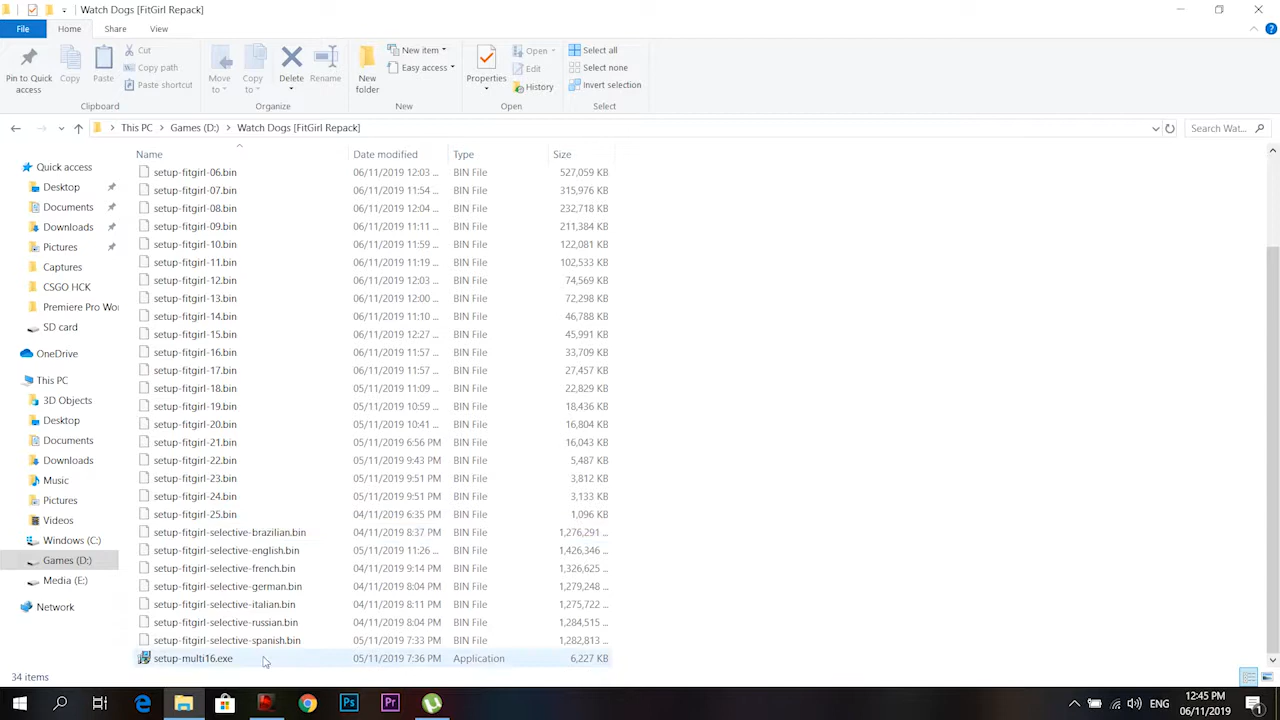 Watch Dogs [FitGirl Repack]
File Home Share View
Pin to Quick access
Copy
Paste
Cut
Copy path
Paste shortcut
Clipboard
Move to
Copy to
Delete
Rename
Organize
New folder
New item
Easy access
New
Properties
Open
Edit
History
Open
Select all
Select none
Invert selection
Select
This PC > Games (D:) > Watch Dogs [FitGirl Repack]
Search Wat...
Quick access
Desktop
Documents
Downloads
Pictures
Captures
CSGO HCK
Premiere Pro Wor
SD card
OneDrive
This PC
3D Objects
Desktop
Documents
Downloads
Music
Pictures
Videos
Windows (C:)
Games (D:)
Media (E:)
Network
Name Date modified Type Size
setup-fitgirl-06.bin 06/11/2019 12:03 ... BIN File 527,059 KB
setup-fitgirl-07.bin 06/11/2019 11:54 ... BIN File 315,976 KB
setup-fitgirl-08.bin 06/11/2019 12:04 ... BIN File 232,718 KB
setup-fitgirl-09.bin 06/11/2019 11:11 ... BIN File 211,384 KB
setup-fitgirl-10.bin 06/11/2019 11:59 ... BIN File 122,081 KB
setup-fitgirl-11.bin 06/11/2019 11:19 ... BIN File 102,533 KB
setup-fitgirl-12.bin 06/11/2019 12:03 ... BIN File 74,569 KB
setup-fitgirl-13.bin 06/11/2019 12:00 ... BIN File 72,298 KB
setup-fitgirl-14.bin 06/11/2019 11:10 ... BIN File 46,788 KB
setup-fitgirl-15.bin 06/11/2019 12:27 ... BIN File 45,991 KB
setup-fitgirl-16.bin 06/11/2019 11:57 ... BIN File 33,709 KB
setup-fitgirl-17.bin 06/11/2019 11:57 ... BIN File 27,457 KB
setup-fitgirl-18.bin 05/11/2019 11:09 ... BIN File 22,829 KB
setup-fitgirl-19.bin 05/11/2019 10:59 ... BIN File 18,436 KB
setup-fitgirl-20.bin 05/11/2019 10:41 ... BIN File 16,804 KB
setup-fitgirl-21.bin 05/11/2019 6:56 PM BIN File 16,043 KB
setup-fitgirl-22.bin 05/11/2019 9:43 PM BIN File 5,487 KB
setup-fitgirl-23.bin 05/11/2019 9:51 PM BIN File 3,812 KB
setup-fitgirl-24.bin 05/11/2019 9:51 PM BIN File 3,133 KB
setup-fitgirl-25.bin 04/11/2019 6:35 PM BIN File 1,096 KB
setup-fitgirl-selective-brazilian.bin 04/11/2019 8:37 PM BIN File 1,276,291 ...
setup-fitgirl-selective-english.bin 05/11/2019 11:26 ... BIN File 1,426,346 ...
setup-fitgirl-selective-french.bin 04/11/2019 9:14 PM BIN File 1,326,625 ...
setup-fitgirl-selective-german.bin 04/11/2019 8:04 PM BIN File 1,279,248 ...
setup-fitgirl-selective-italian.bin 04/11/2019 8:11 PM BIN File 1,275,722 ...
setup-fitgirl-selective-russian.bin 04/11/2019 8:04 PM BIN File 1,284,515 ...
setup-fitgirl-selective-spanish.bin 05/11/2019 7:33 PM BIN File 1,282,813 ...
setup-multi16.exe 05/11/2019 7:36 PM Application 6,227 KB
34 items
Ps Pr
ENG
12:45 PM
06/11/2019
1